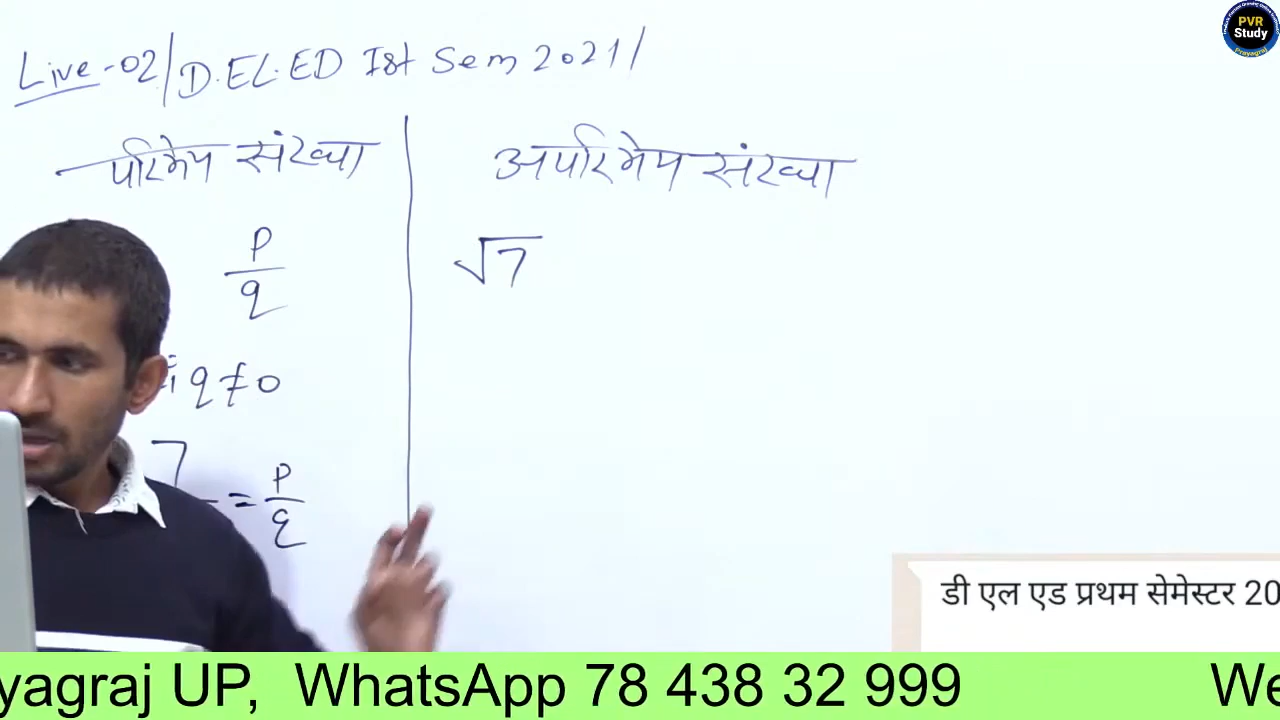 PVR
Study
Prayagraj
Live-02/D.EL.ED Ist Sem 2021/
परिमेय संख्या
अपरिमेय संख्या
p
q
√7
q≠0
7
= p
q
डी एल एड प्रथम सेमेस्टर 20
yagraj UP, WhatsApp 78 438 32 999
We